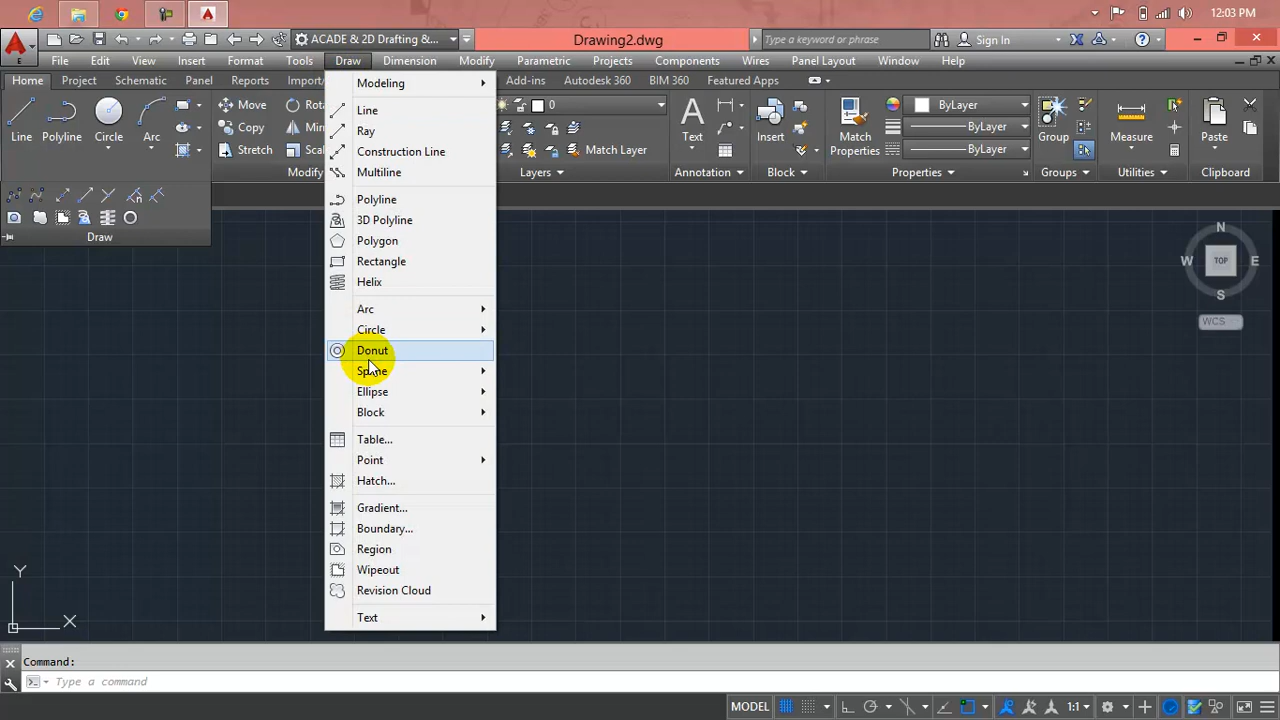 12:03 PM
E ACADE & 2D Drafting &... Drawing2.dwg Type a keyword or phrase Sign In
File Edit View Insert Format Tools Draw Dimension Modify Parametric Projects Components Wires Panel Layout Window Help
Home Project Schematic Panel Reports Add-ins Autodesk 360 BIM 360 Featured Apps
Line Polyline Circle Arc
Move
Copy
Stretch
0
Match Layer
Text
Insert
Match Properties
ByLayer
ByLayer
ByLayer
Group
Measure
Paste
Layers Annotation Block Properties Groups Utilities Clipboard
Draw
Modeling
Line
Ray
Construction Line
Multiline
Polyline
3D Polyline
Polygon
Rectangle
Helix
Arc
Circle
Donut
Spline
Ellipse
Block
Table...
Point
Hatch...
Gradient...
Boundary...
Region
Wipeout
Revision Cloud
Text
N
W TOP E
S
WCS
Y
X
Command:
Type a command
MODEL 1:1